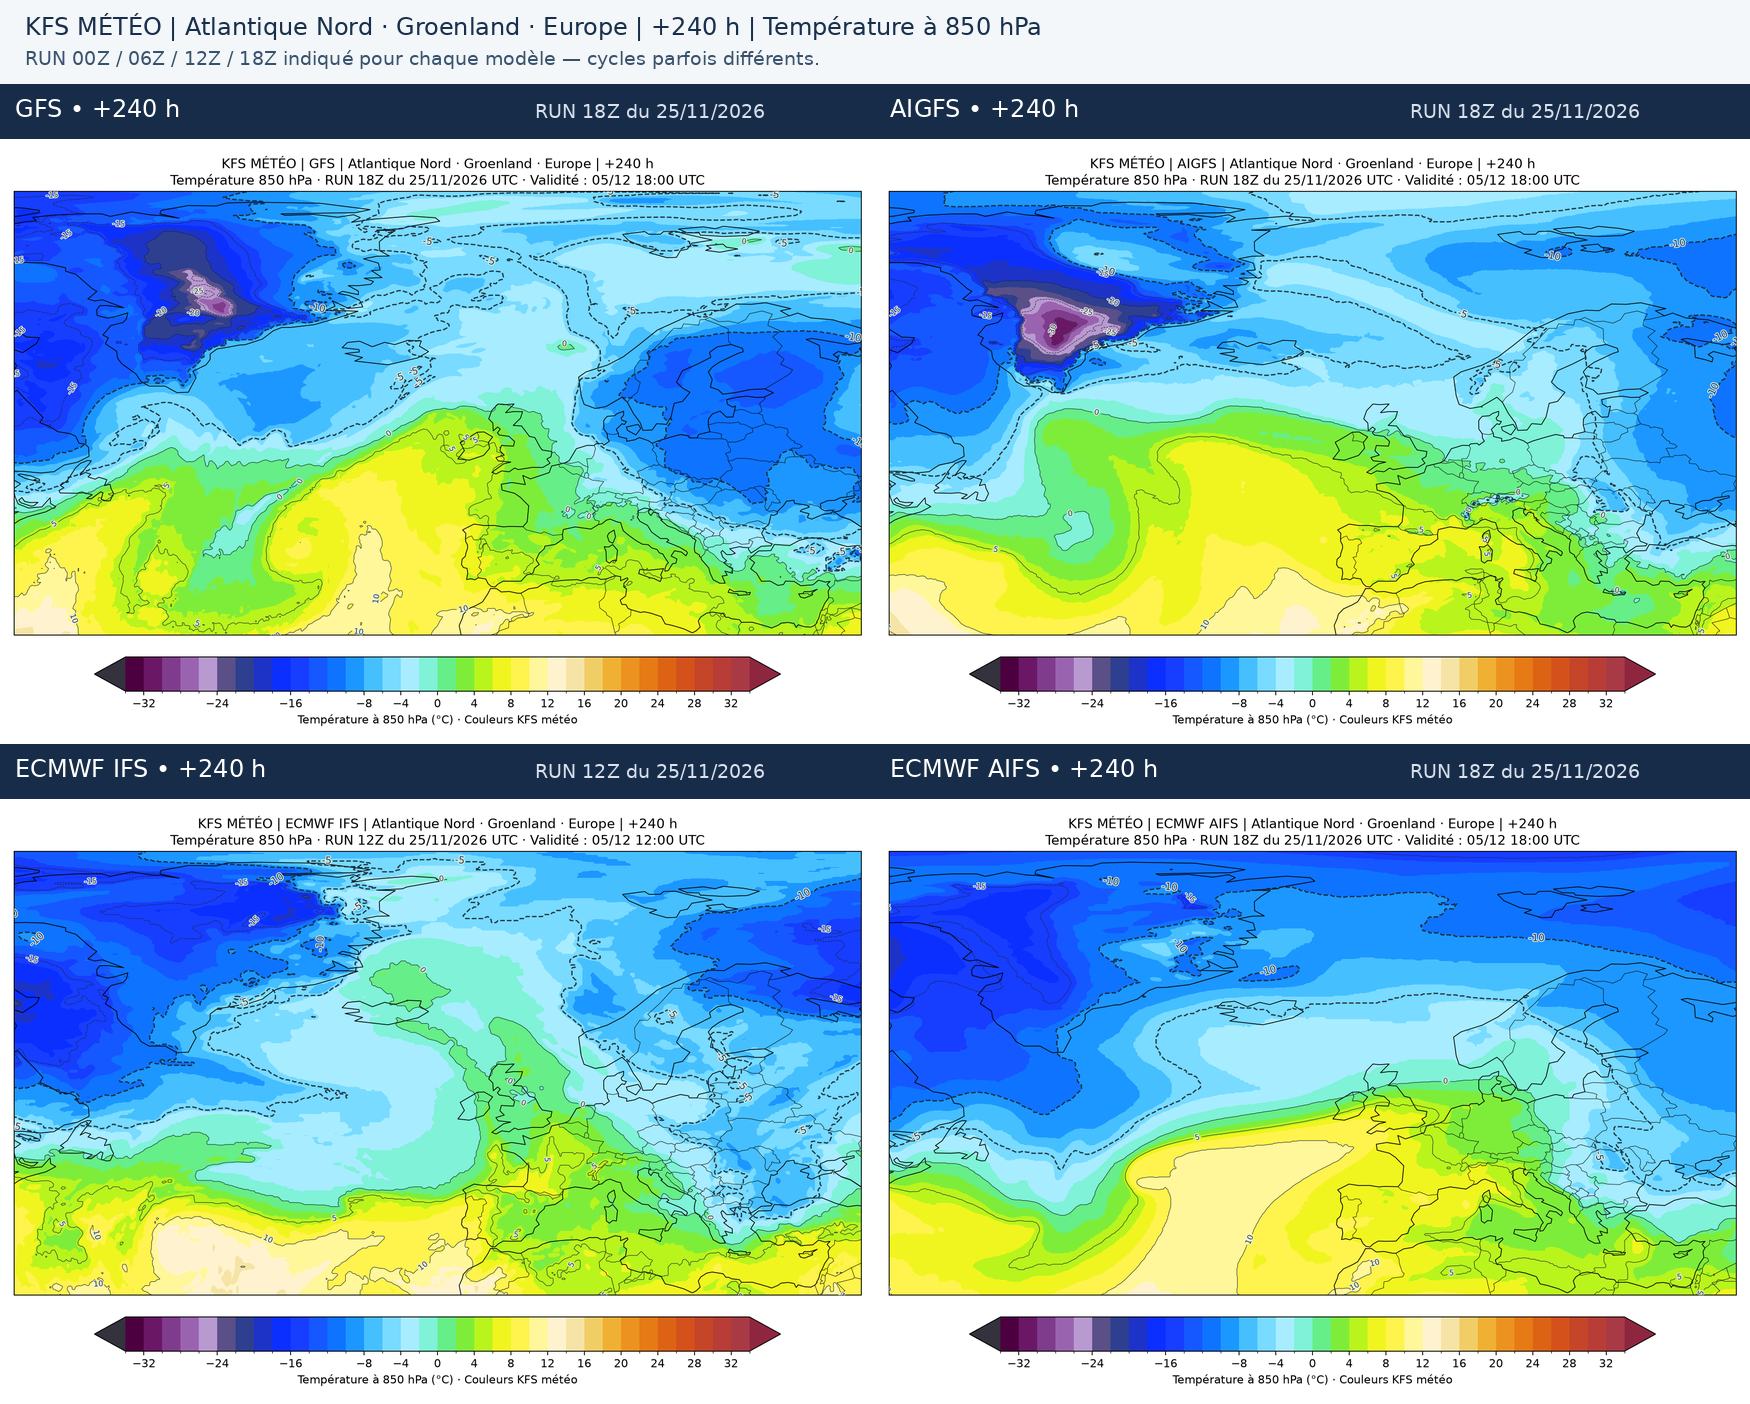 KFS MÉTÉO | Atlantique Nord · Groenland · Europe | +240 h | Température à 850 hPa
RUN 00Z / 06Z / 12Z / 18Z indiqué pour chaque modèle — cycles parfois différents.
GFS • +240 h
RUN 18Z du 25/11/2026
AIGFS • +240 h
RUN 18Z du 25/11/2026
KFS MÉTÉO | GFS | Atlantique Nord · Groenland · Europe | +240 h
Température 850 hPa · RUN 18Z du 25/11/2026 UTC · Validité : 05/12 18:00 UTC
KFS MÉTÉO | AIGFS | Atlantique Nord · Groenland · Europe | +240 h
Température 850 hPa · RUN 18Z du 25/11/2026 UTC · Validité : 05/12 18:00 UTC
−32 −24 −16 −8 −4 0 4 8 12 16 20 24 28 32
Température à 850 hPa (°C) · Couleurs KFS météo
−32 −24 −16 −8 −4 0 4 8 12 16 20 24 28 32
Température à 850 hPa (°C) · Couleurs KFS météo
ECMWF IFS • +240 h
RUN 12Z du 25/11/2026
ECMWF AIFS • +240 h
RUN 18Z du 25/11/2026
KFS MÉTÉO | ECMWF IFS | Atlantique Nord · Groenland · Europe | +240 h
Température 850 hPa · RUN 12Z du 25/11/2026 UTC · Validité : 05/12 12:00 UTC
KFS MÉTÉO | ECMWF AIFS | Atlantique Nord · Groenland · Europe | +240 h
Température 850 hPa · RUN 18Z du 25/11/2026 UTC · Validité : 05/12 18:00 UTC
−32 −24 −16 −8 −4 0 4 8 12 16 20 24 28 32
Température à 850 hPa (°C) · Couleurs KFS météo
−32 −24 −16 −8 −4 0 4 8 12 16 20 24 28 32
Température à 850 hPa (°C) · Couleurs KFS météo